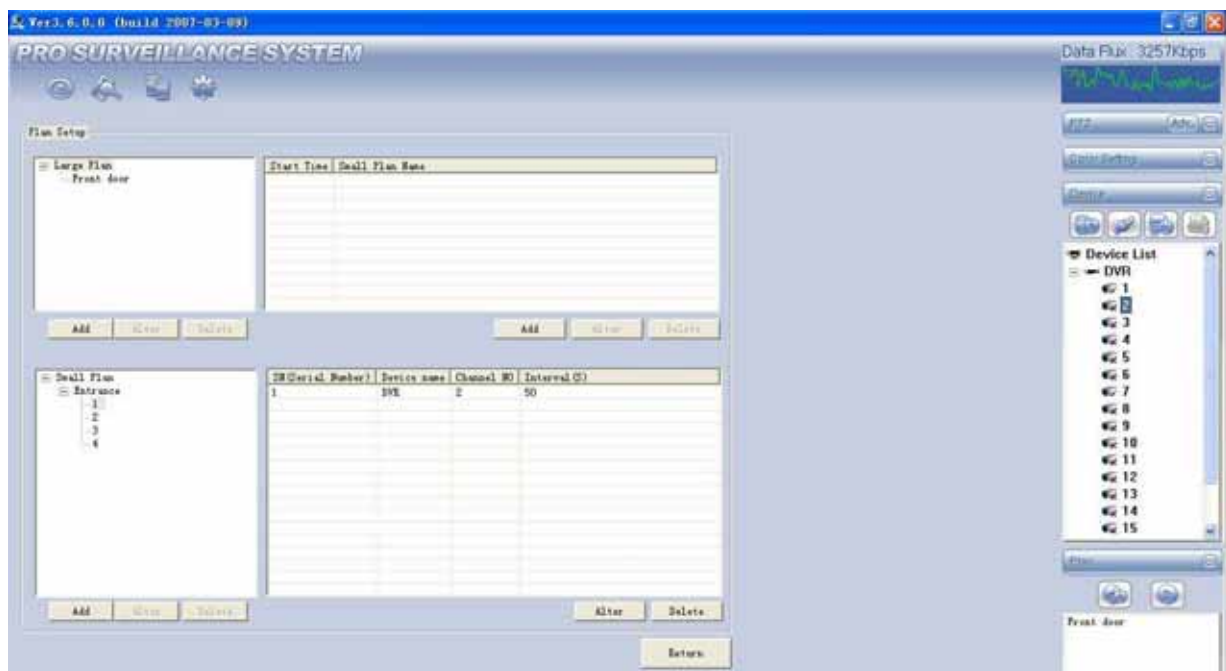 Ver3.6.0.0 (build 2007-03-09)
PRO SURVEILLANCE SYSTEM
Data Flux : 3257Kbps
PTZ Adv.
Color Setting
Device
Plan Setup
Large Plan
Front door
Start Time Small Plan Name
Add Alter Delete
Add Alter Delete
Small Plan
Entrance
1
2
3
4
SN(Serial Number) Device name Channel NO Interval(S)
1 DVR 2 50
Add Alter Delete
Alter Delete
Return
Device List
DVR
1
2
3
4
5
6
7
8
9
10
11
12
13
14
15
Plan
Front door